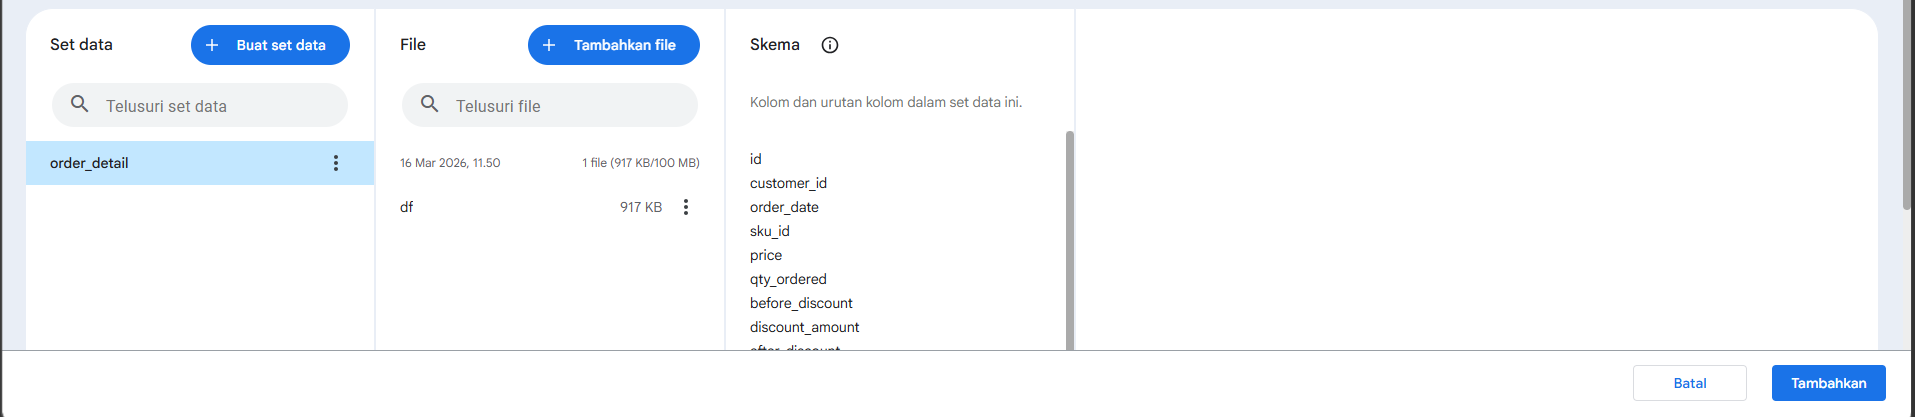 Set data
+ Buat set data
Telusuri set data
order_detail
File
+ Tambahkan file
Telusuri file
16 Mar 2026, 11.50 1 file (917 KB/100 MB)
df 917 KB
Skema
Kolom dan urutan kolom dalam set data ini.
id
customer_id
order_date
sku_id
price
qty_ordered
before_discount
discount_amount
after_discount
Batal
Tambahkan